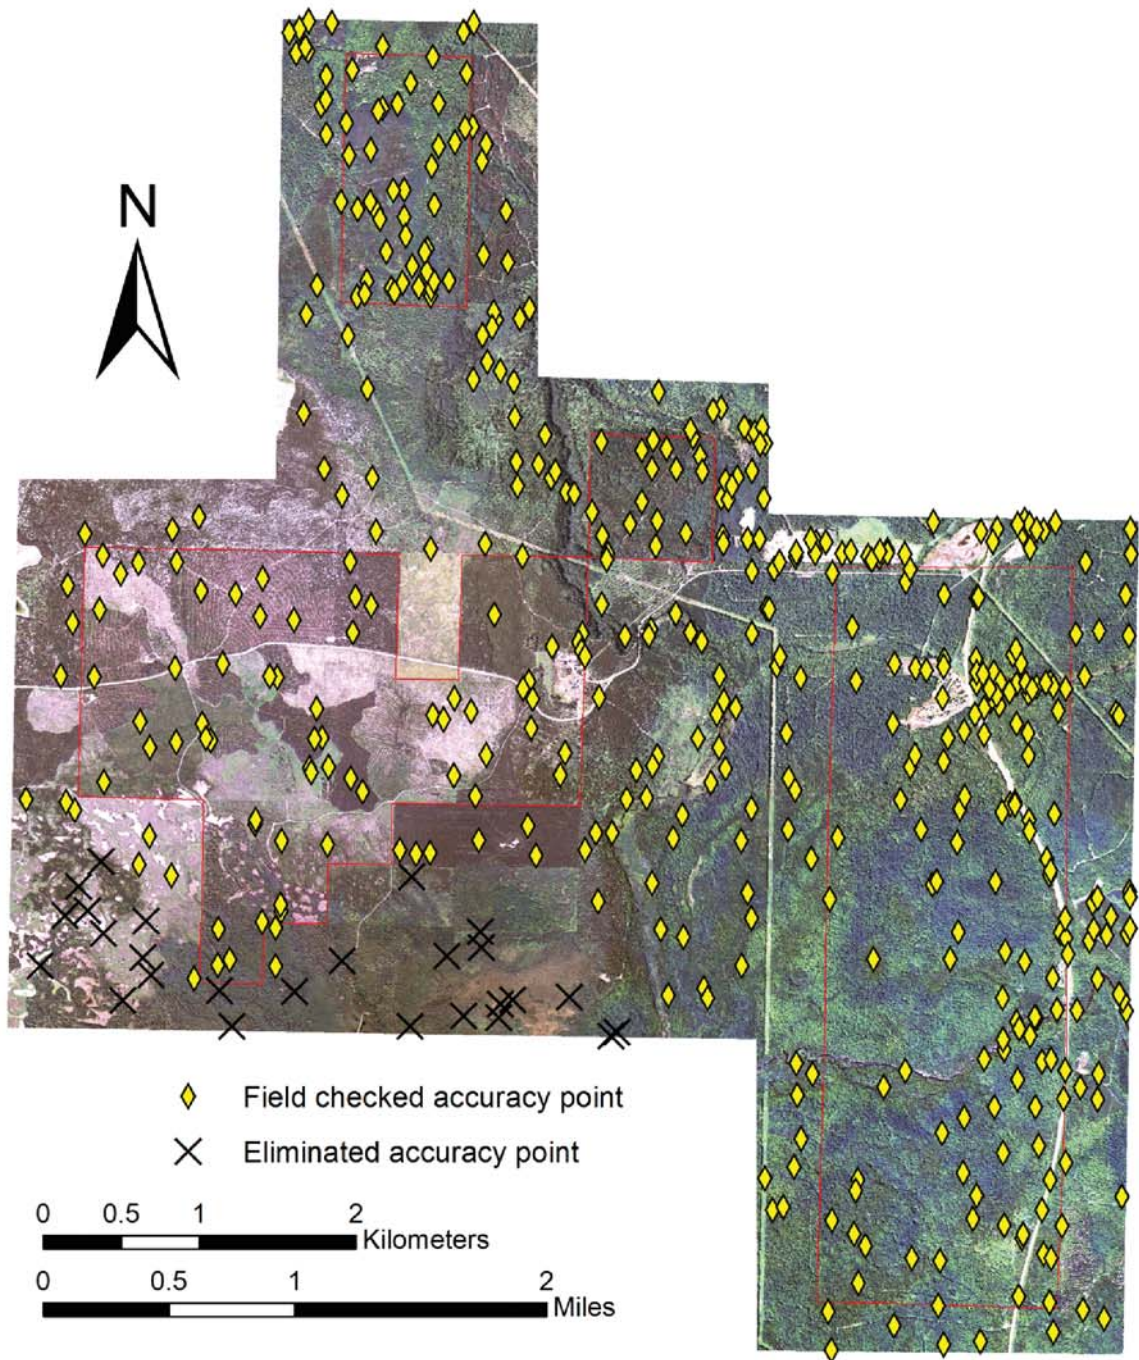 N
Field checked accuracy point
Eliminated accuracy point
0 0.5 1 2
Kilometers
0 0.5 1 2
Miles